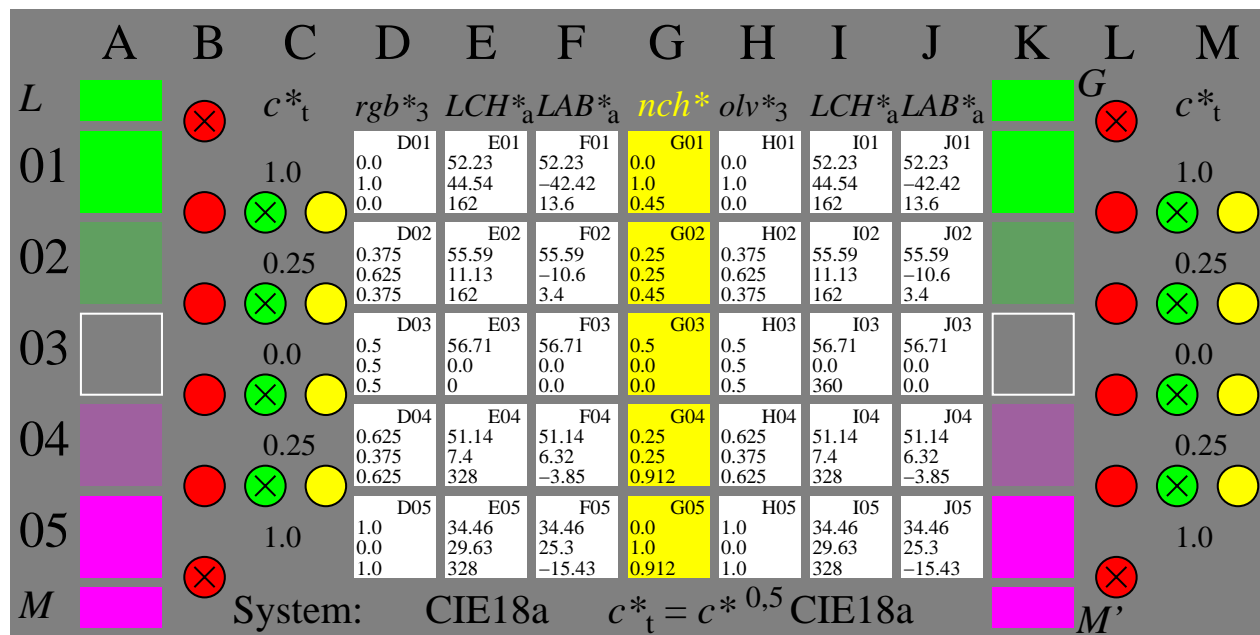 A B C D E F G H I J K L M
L c*t rgb*3 LCH*a LAB*a nch* olv*3 LCH*a LAB*a G c*t
01 1.0 D01 E01 F01 G01 H01 I01 J01 1.0
0.0 52.23 52.23 0.0 0.0 52.23 52.23
1.0 44.54 −42.42 1.0 1.0 44.54 −42.42
0.0 162 13.6 0.45 0.0 162 13.6
02 0.25 D02 E02 F02 G02 H02 I02 J02 0.25
0.375 55.59 55.59 0.25 0.375 55.59 55.59
0.625 11.13 −10.6 0.25 0.625 11.13 −10.6
0.375 162 3.4 0.45 0.375 162 3.4
03 0.0 D03 E03 F03 G03 H03 I03 J03 0.0
0.5 56.71 56.71 0.5 0.5 56.71 56.71
0.5 0.0 0.0 0.0 0.5 0.0 0.0
0.5 0 0.0 0.0 0.5 360 0.0
04 0.25 D04 E04 F04 G04 H04 I04 J04 0.25
0.625 51.14 51.14 0.25 0.625 51.14 51.14
0.375 7.4 6.32 0.25 0.375 7.4 6.32
0.625 328 −3.85 0.912 0.625 328 −3.85
05 1.0 D05 E05 F05 G05 H05 I05 J05 1.0
1.0 34.46 34.46 0.0 1.0 34.46 34.46
0.0 29.63 25.3 1.0 0.0 29.63 25.3
1.0 328 −15.43 0.912 1.0 328 −15.43
M System: CIE18a c*t = c* 0,5 CIE18a M’